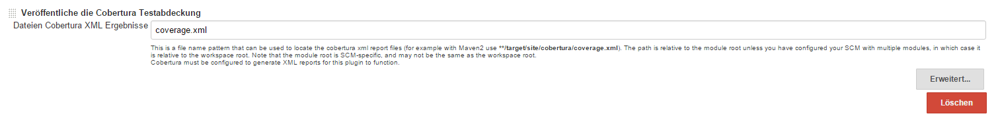 Veröffentliche die Cobertura Testabdeckung
Dateien Cobertura XML Ergebnisse
coverage.xml
This is a file name pattern that can be used to locate the cobertura xml report files (for example with Maven2 use **/target/site/cobertura/coverage.xml). The path is relative to the module root unless you have configured your SCM with multiple modules, in which case it
is relative to the workspace root. Note that the module root is SCM-specific, and may not be the same as the workspace root.
Cobertura must be configured to generate XML reports for this plugin to function.
Erweitert...
Löschen